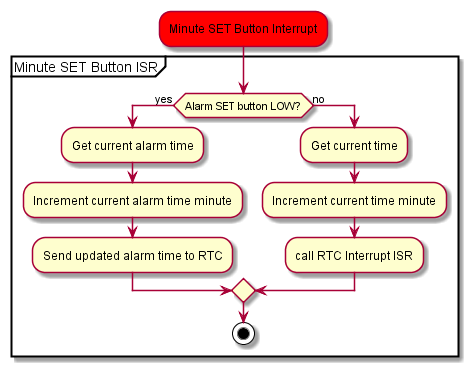 Minute SET Button Interrupt
Minute SET Button ISR
Alarm SET button LOW?
yes
no
Get current alarm time
Get current time
Increment current alarm time minute
Increment current time minute
Send updated alarm time to RTC
call RTC Interrupt ISR